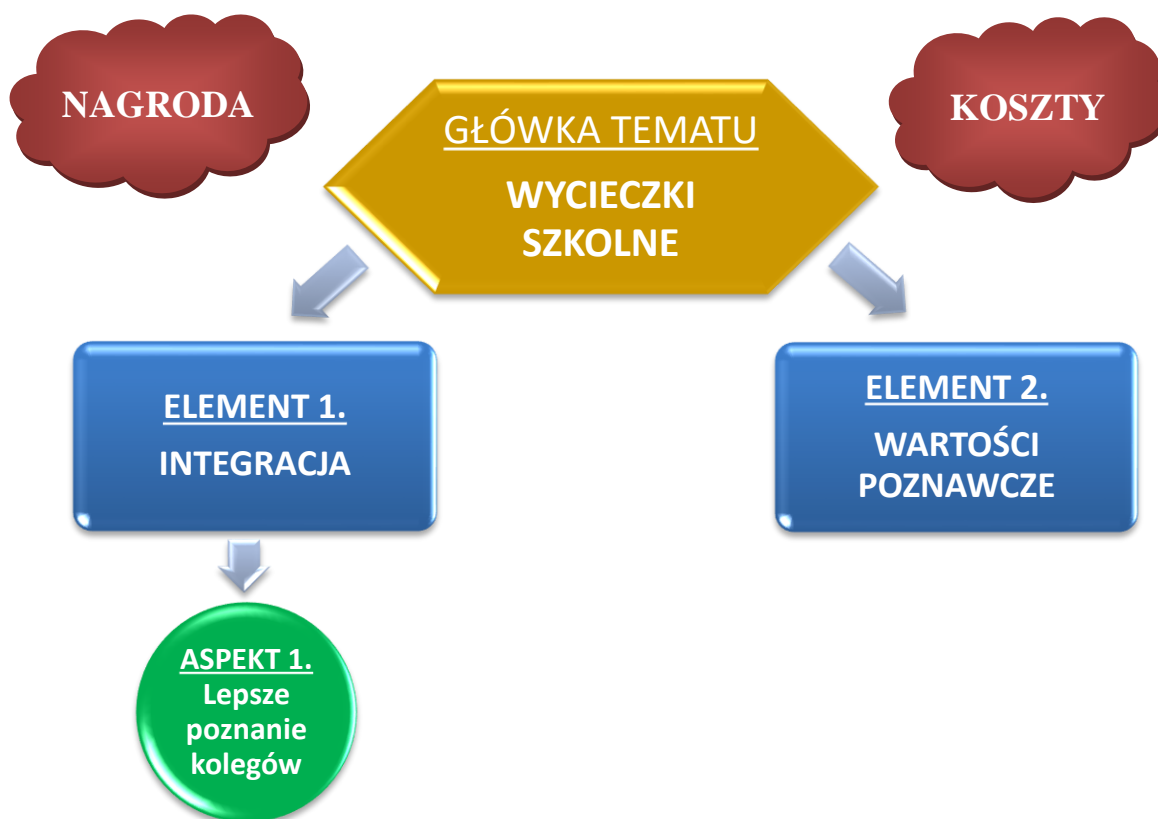 NAGRODA
GŁÓWKA TEMATU
WYCIECZKI
SZKOLNE
KOSZTY
ELEMENT 1.
INTEGRACJA
ELEMENT 2.
WARTOŚCI
POZNAWCZE
ASPEKT 1.
Lepsze
poznanie
kolegów